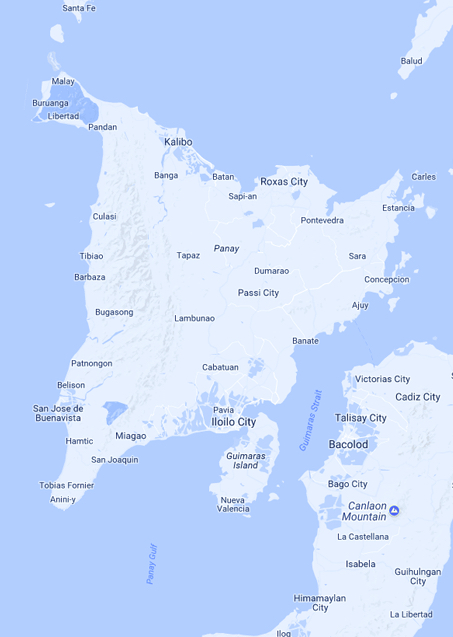 Santa Fe
Balud
Malay
Buruanga
Libertad
Pandan
Kalibo
Banga
Batan
Roxas City
Carles
Sapi-an
Estancia
Culasi
Pontevedra
Panay
Tibiao
Tapaz
Sara
Barbaza
Dumarao
Concepcion
Passi City
Ajuy
Bugasong
Lambunao
Banate
Patnongon
Cabatuan
Belison
Victorias City
Cadiz City
San Jose de
Buenavista
Pavia
Iloilo City
Guimaras Strait
Talisay City
Hamtic
Miagao
Bacolod
San Joaquin
Guimaras
Island
Tobias Fornier
Bago City
Anini-y
Nueva
Valencia
Canlaon
Mountain
La Castellana
Panay Gulf
Isabela
Guihulngan
City
Himamaylan
City
La Libertad
Ilog